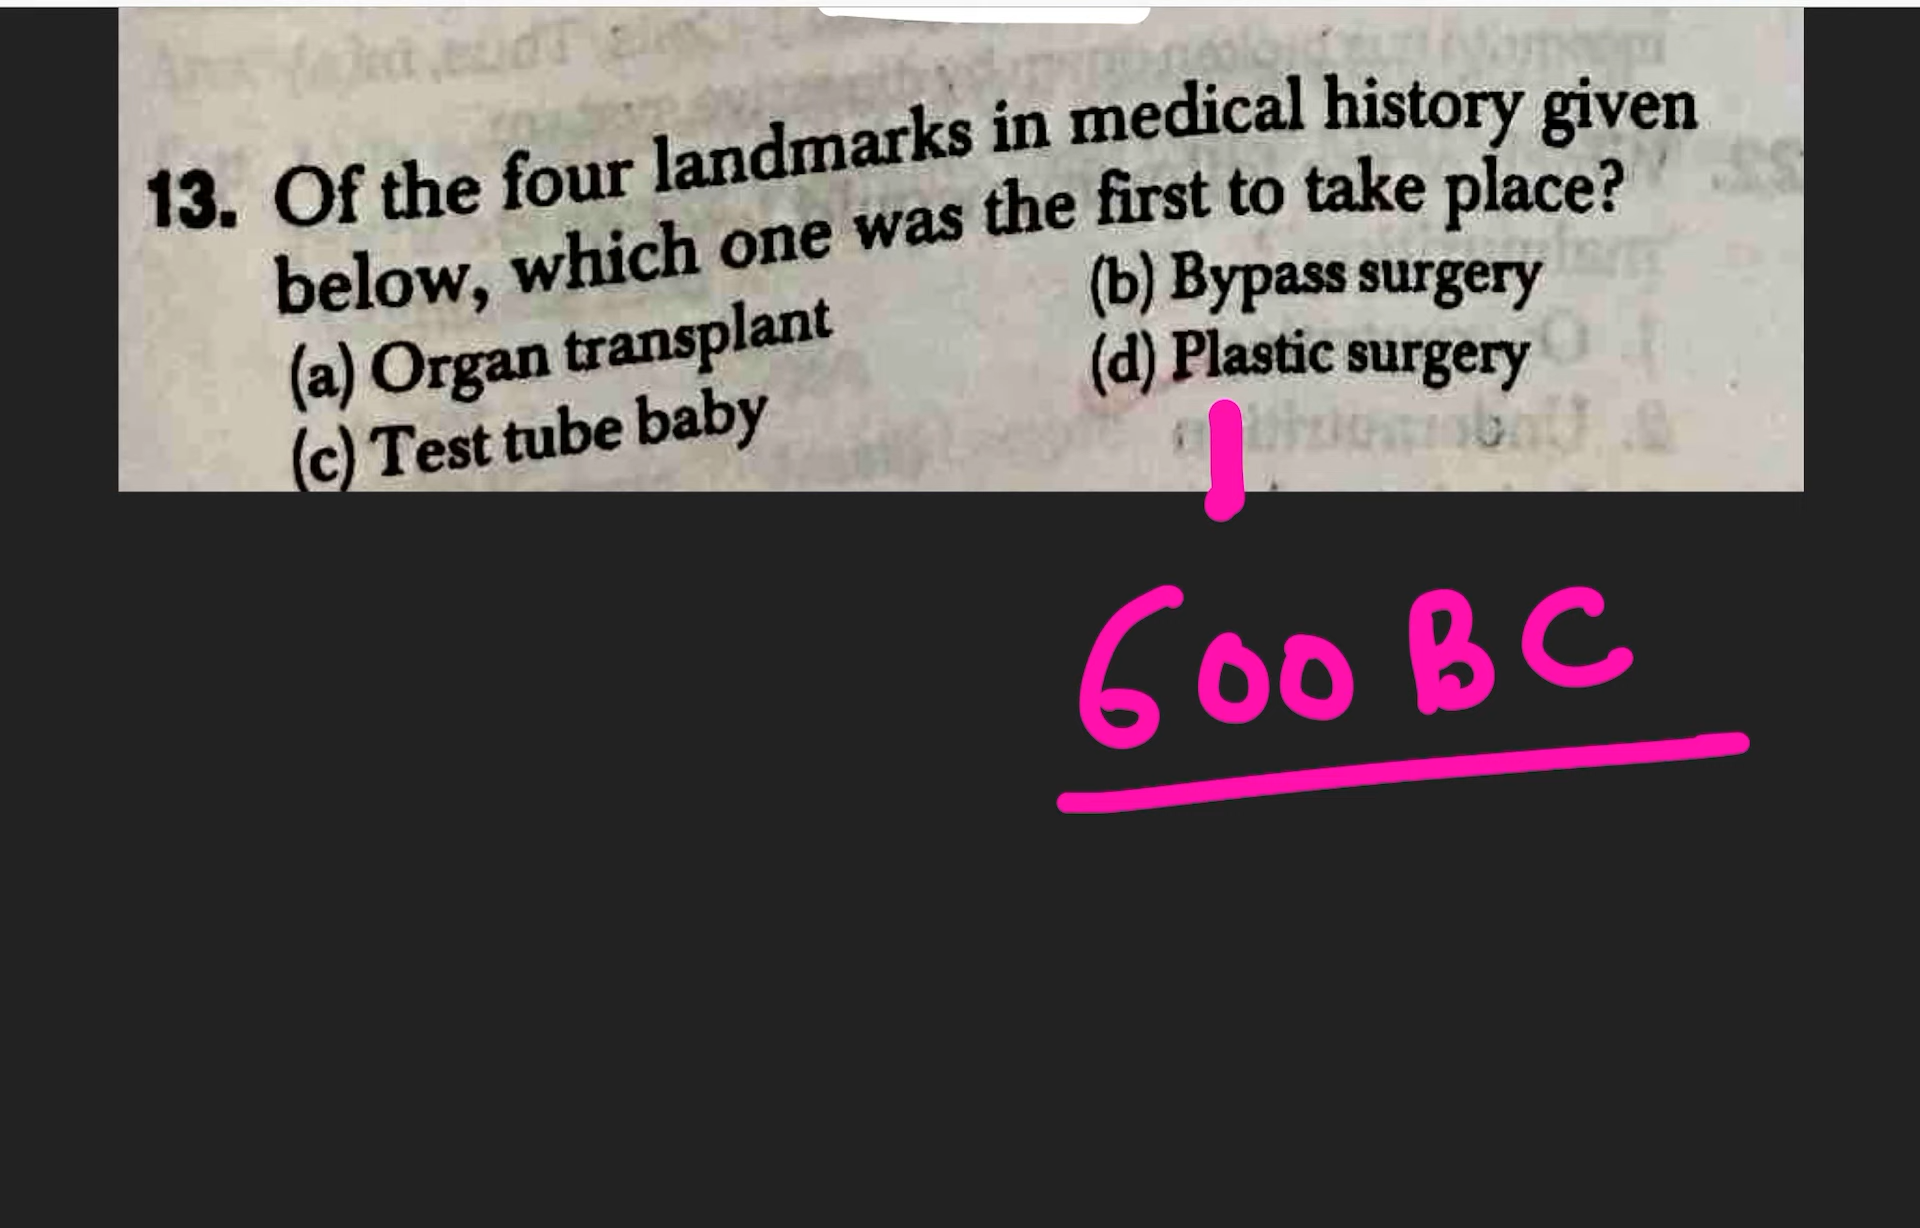 13. Of the four landmarks in medical history given
below, which one was the first to take place?
(a) Organ transplant (b) Bypass surgery
(c) Test tube baby (d) Plastic surgery
600 BC